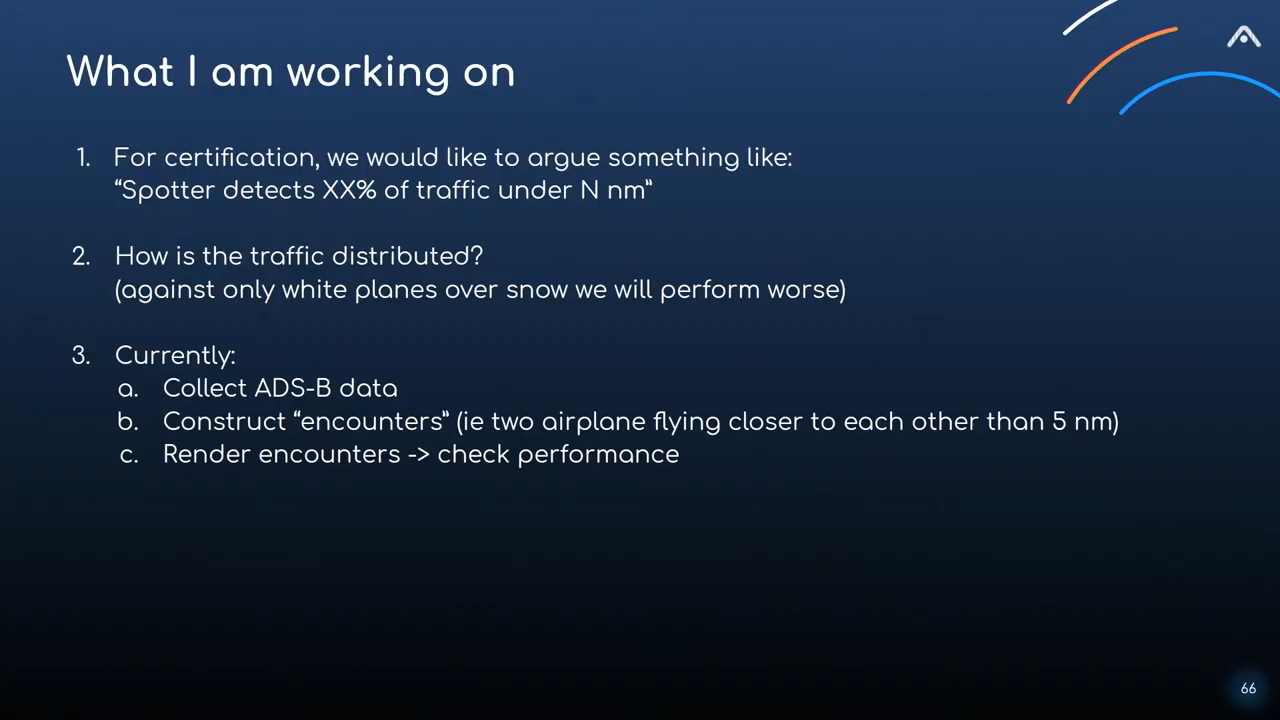 What I am working on
1. For certification, we would like to argue something like:
“Spotter detects XX% of traffic under N nm”
2. How is the traffic distributed?
(against only white planes over snow we will perform worse)
3. Currently:
a. Collect ADS-B data
b. Construct “encounters” (ie two airplane flying closer to each other than 5 nm)
c. Render encounters -> check performance
66